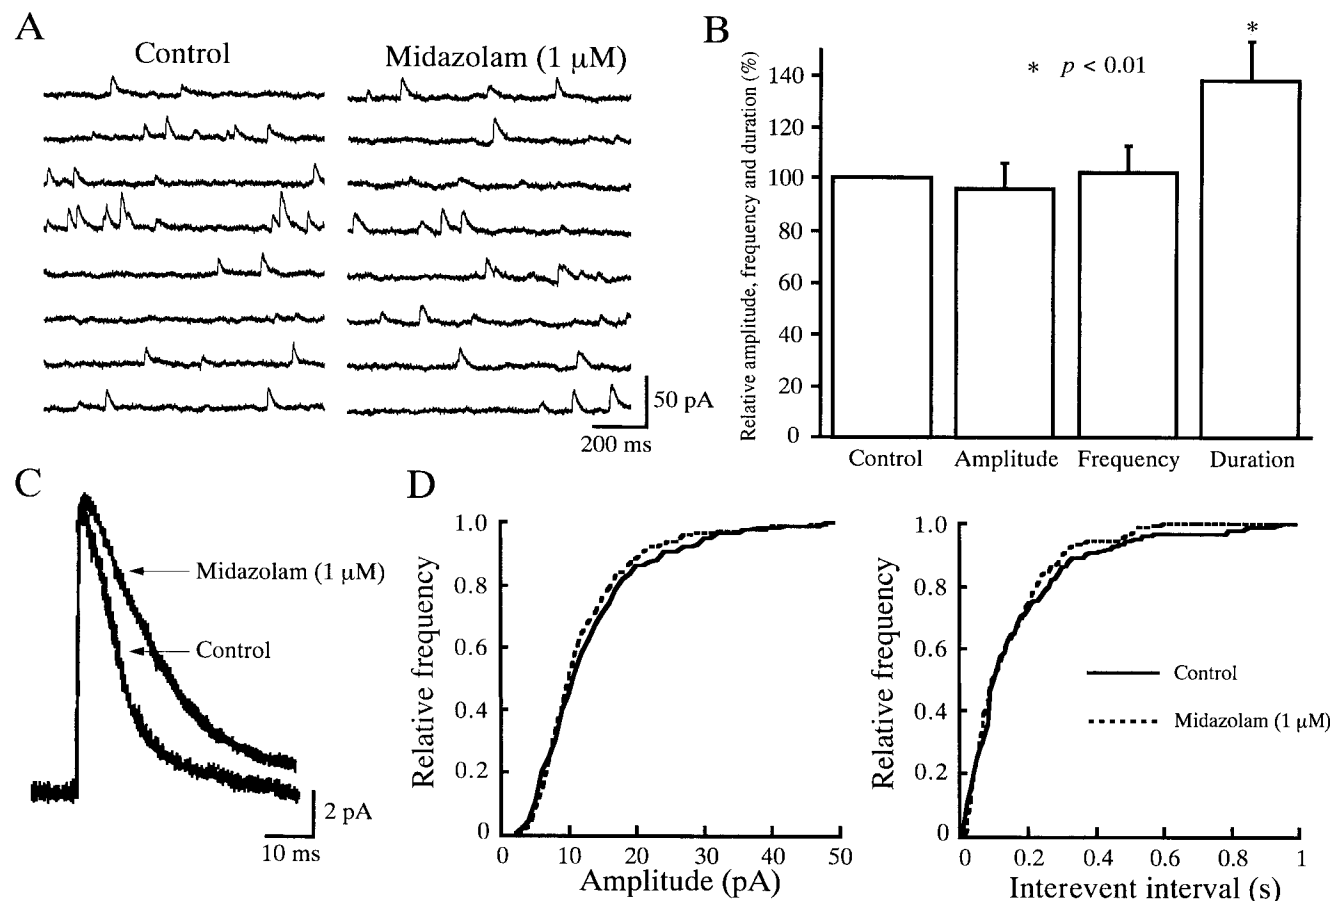 A
Control
Midazolam (1 μM)
50 pA
200 ms
B
Relative amplitude, frequency and duration (%)
140
120
100
80
60
40
20
0
* p < 0.01
*
Control
Amplitude
Frequency
Duration
C
Midazolam (1 μM)
Control
2 pA
10 ms
D
Relative frequency
1.0
0.8
0.6
0.4
0.2
0
0 10 20 30 40 50
Amplitude (pA)
Relative frequency
1.0
0.8
0.6
0.4
0.2
0
0 0.2 0.4 0.6 0.8 1
Interevent interval (s)
Control
Midazolam (1 μM)